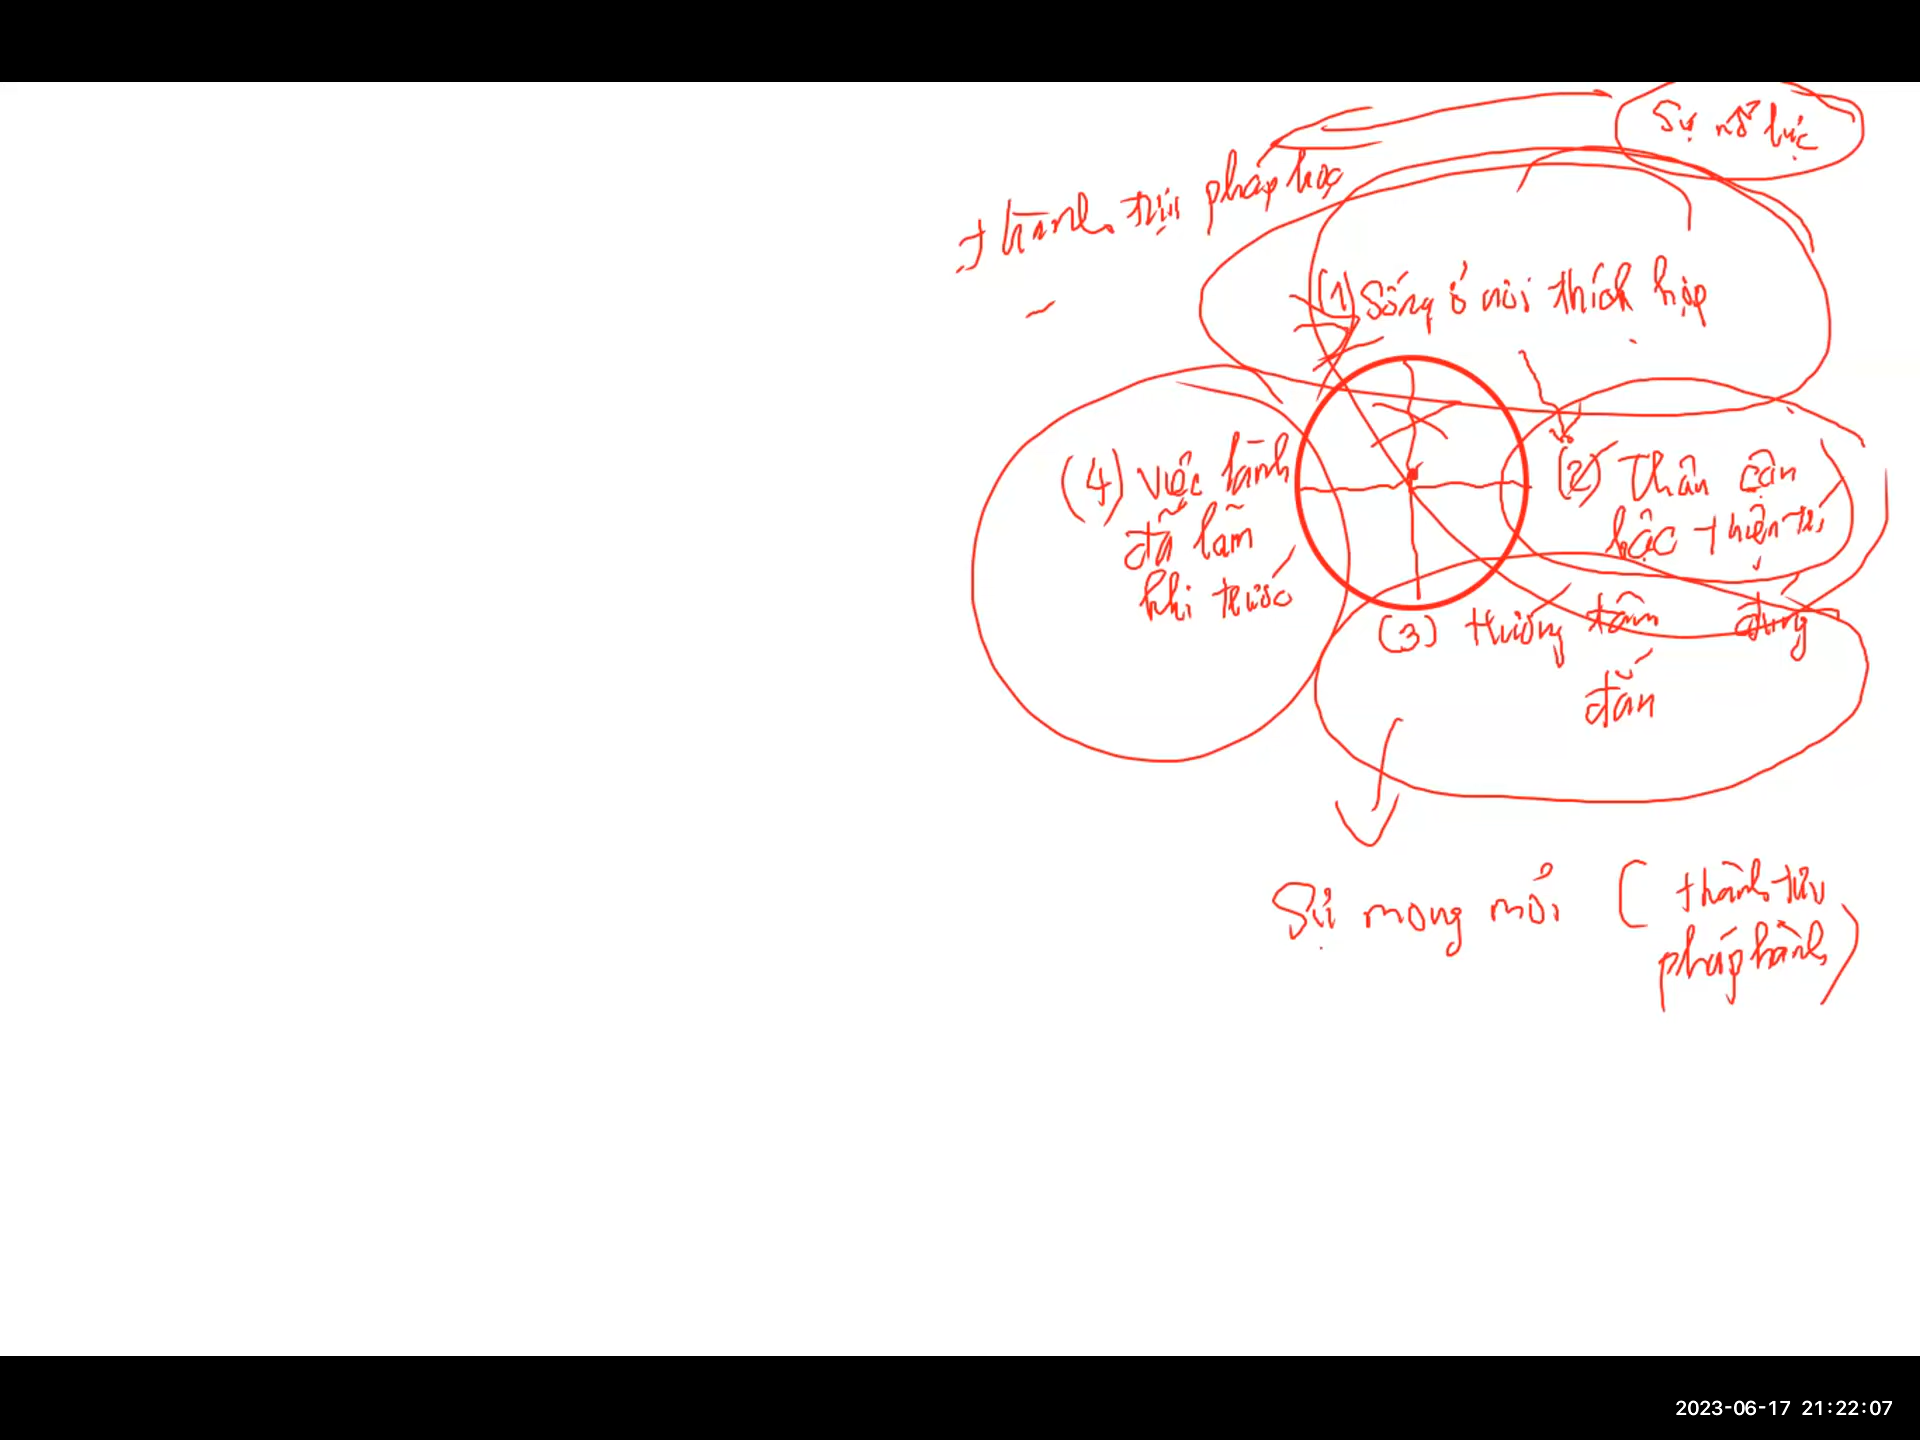 Sự nỗ lực
thành tựu pháp học
(1) Sống ở nơi thích hợp
(4) Việc lành
đã làm
khi trước
(2) Thân cận
bậc thiện trí
(3) Hướng tâm đúng
đắn
Sự mong mỏi (thành tựu
pháp hành)
2023-06-17 21:22:07